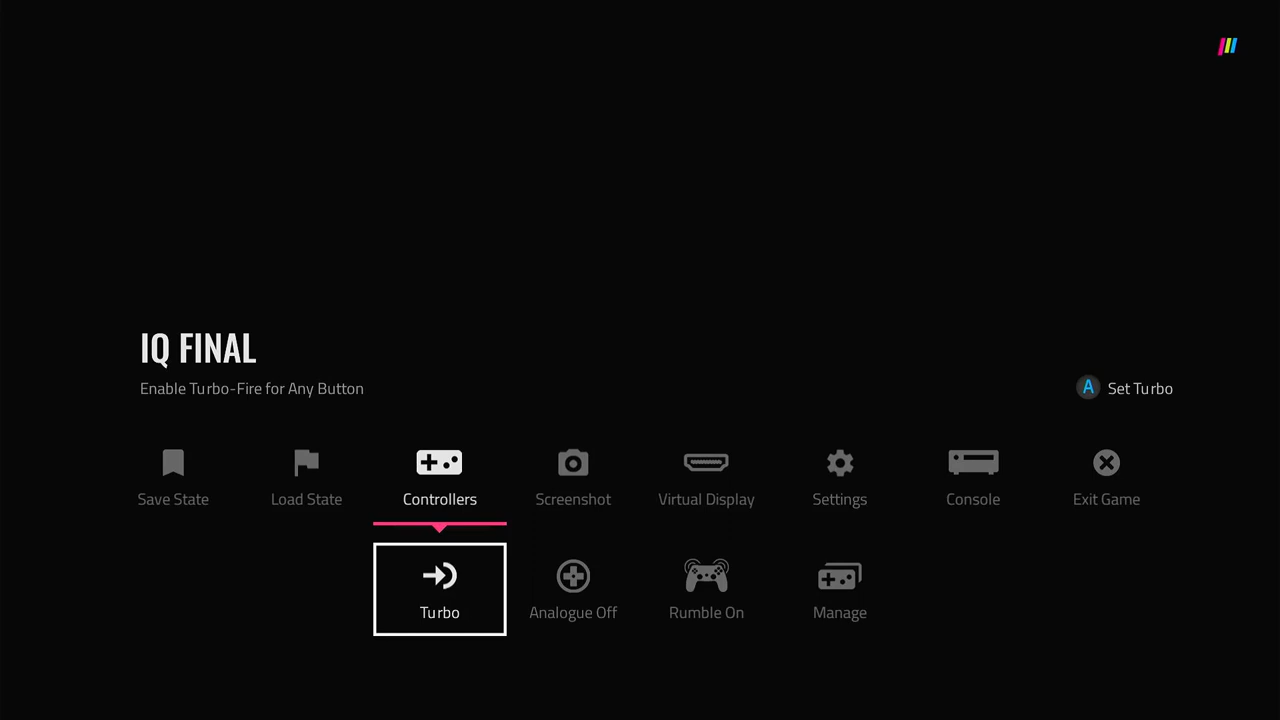 IQ FINAL
Enable Turbo-Fire for Any Button
A Set Turbo
Save State Load State Controllers Screenshot Virtual Display Settings Console Exit Game
Turbo Analogue Off Rumble On Manage